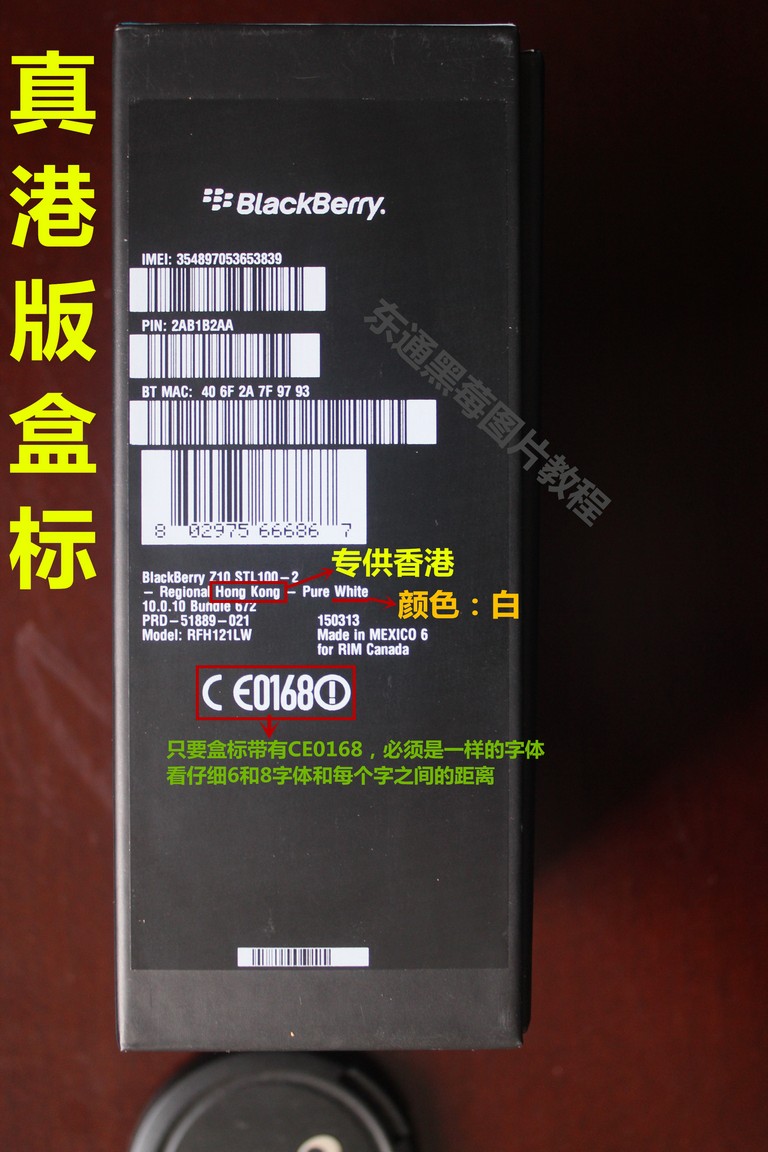 真港版盒标
BlackBerry.
IMEI: 354897053653839
PIN: 2AB1B2AA
BT MAC: 40 6F 2A 7F 97 93
东通黑莓图片教程
8 02975 66686 7
专供香港
BlackBerry Z10 STL100-2
- Regional Hong Kong - Pure White
颜色：白
10.0.10 Bundle 672
PRD-51889-021 150313
Model: RFH121LW Made in MEXICO 6
for RIM Canada
CE0168!
只要盒标带有CE0168，必须是一样的字体
看仔细6和8字体和每个字之间的距离